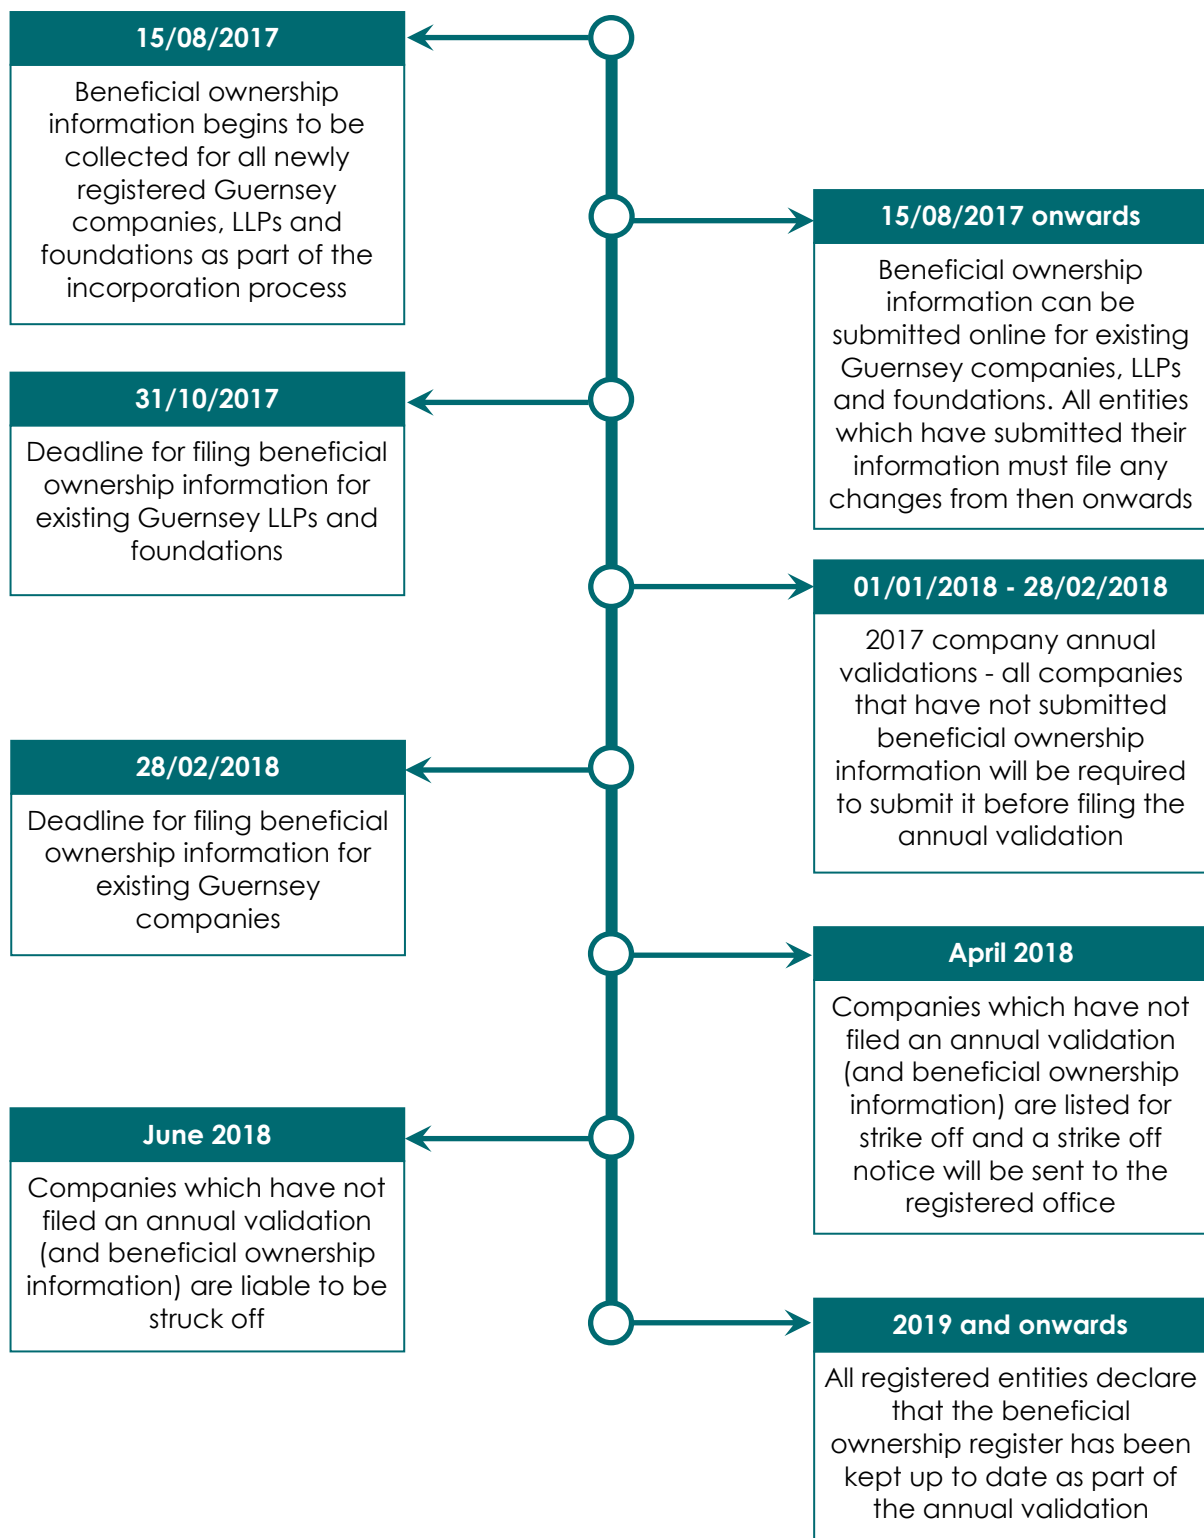 15/08/2017
Beneficial ownership
information begins to be
collected for all newly
registered Guernsey
companies, LLPs and
foundations as part of the
incorporation process
15/08/2017 onwards
Beneficial ownership
information can be
submitted online for existing
Guernsey companies, LLPs
and foundations. All entities
which have submitted their
information must file any
changes from then onwards
31/10/2017
Deadline for filing beneficial
ownership information for
existing Guernsey LLPs and
foundations
01/01/2018 - 28/02/2018
2017 company annual
validations - all companies
that have not submitted
beneficial ownership
information will be required
to submit it before filing the
annual validation
28/02/2018
Deadline for filing beneficial
ownership information for
existing Guernsey
companies
April 2018
Companies which have not
filed an annual validation
(and beneficial ownership
information) are listed for
strike off and a strike off
notice will be sent to the
registered office
June 2018
Companies which have not
filed an annual validation
(and beneficial ownership
information) are liable to be
struck off
2019 and onwards
All registered entities declare
that the beneficial
ownership register has been
kept up to date as part of
the annual validation